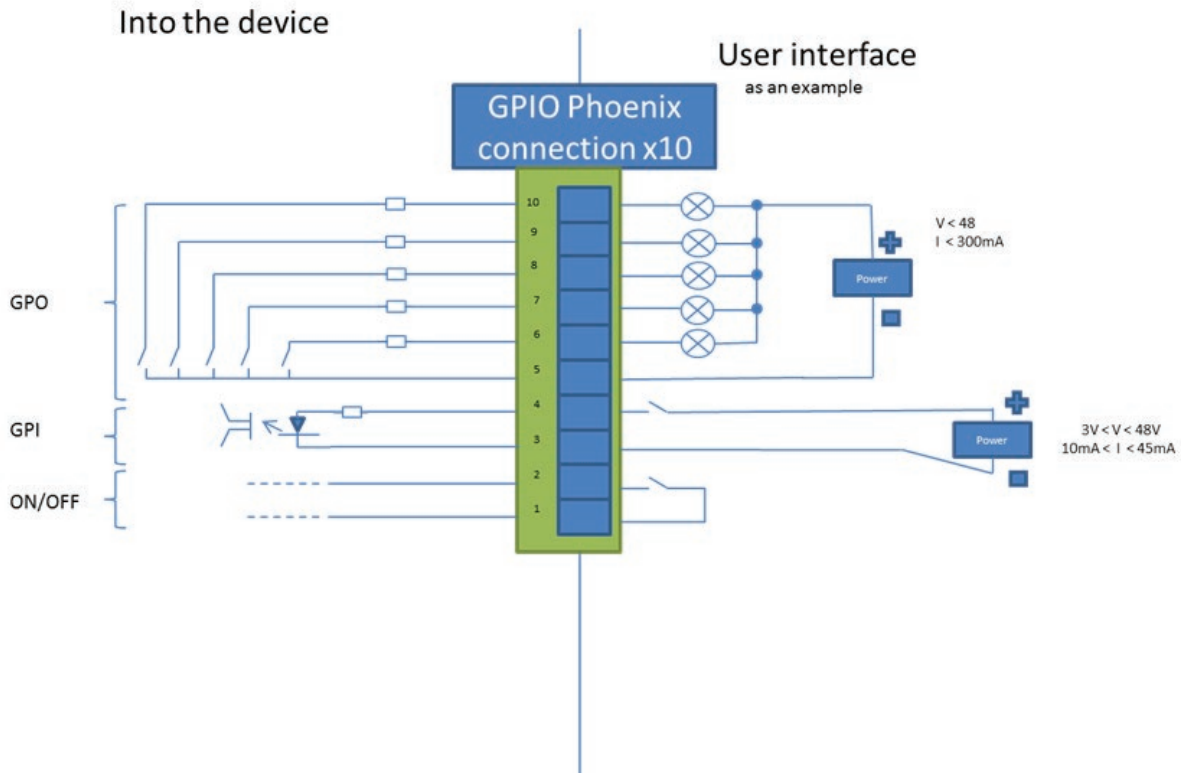 Into the device
User interface
as an example
GPIO Phoenix
connection x10
GPO
GPI
ON/OFF
10
9
8
7
6
5
4
3
2
1
V < 48
I < 300mA
Power
3V < V < 48V
10mA < I < 45mA
Power